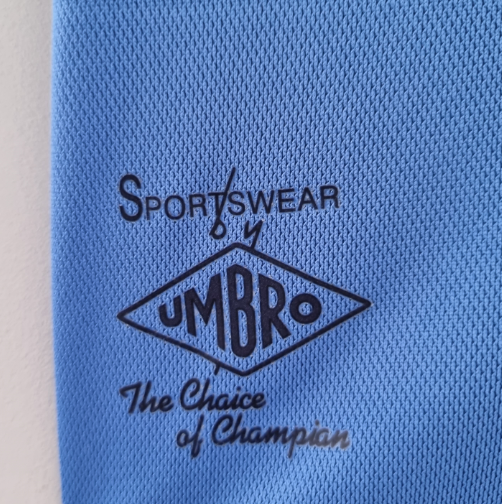 SPORTSWEAR
by
UMBRO
The Chaice
of Champian